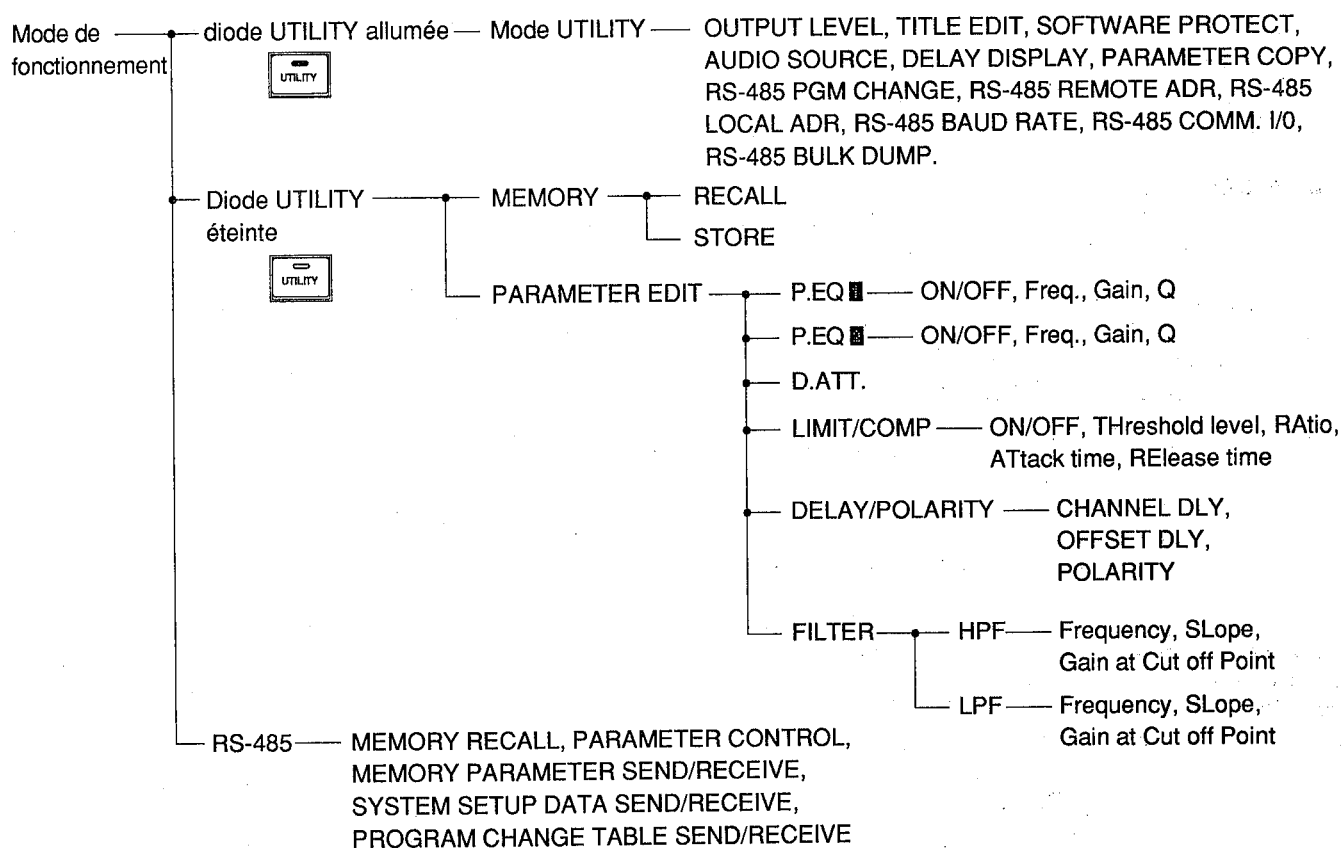 Mode de fonctionnement
diode UTILITY allumée
UTILITY
Mode UTILITY
OUTPUT LEVEL, TITLE EDIT, SOFTWARE PROTECT,
AUDIO SOURCE, DELAY DISPLAY, PARAMETER COPY,
RS-485 PGM CHANGE, RS-485 REMOTE ADR, RS-485
LOCAL ADR, RS-485 BAUD RATE, RS-485 COMM. I/0,
RS-485 BULK DUMP.
Diode UTILITY
éteinte
UTILITY
MEMORY
RECALL
STORE
PARAMETER EDIT
P.EQ
ON/OFF, Freq., Gain, Q
P.EQ
ON/OFF, Freq., Gain, Q
D.ATT.
LIMIT/COMP
ON/OFF, THreshold level, RAtio,
ATtack time, RElease time
DELAY/POLARITY
CHANNEL DLY,
OFFSET DLY,
POLARITY
FILTER
HPF
Frequency, SLope,
Gain at Cut off Point
LPF
Frequency, SLope,
Gain at Cut off Point
RS-485
MEMORY RECALL, PARAMETER CONTROL,
MEMORY PARAMETER SEND/RECEIVE,
SYSTEM SETUP DATA SEND/RECEIVE,
PROGRAM CHANGE TABLE SEND/RECEIVE